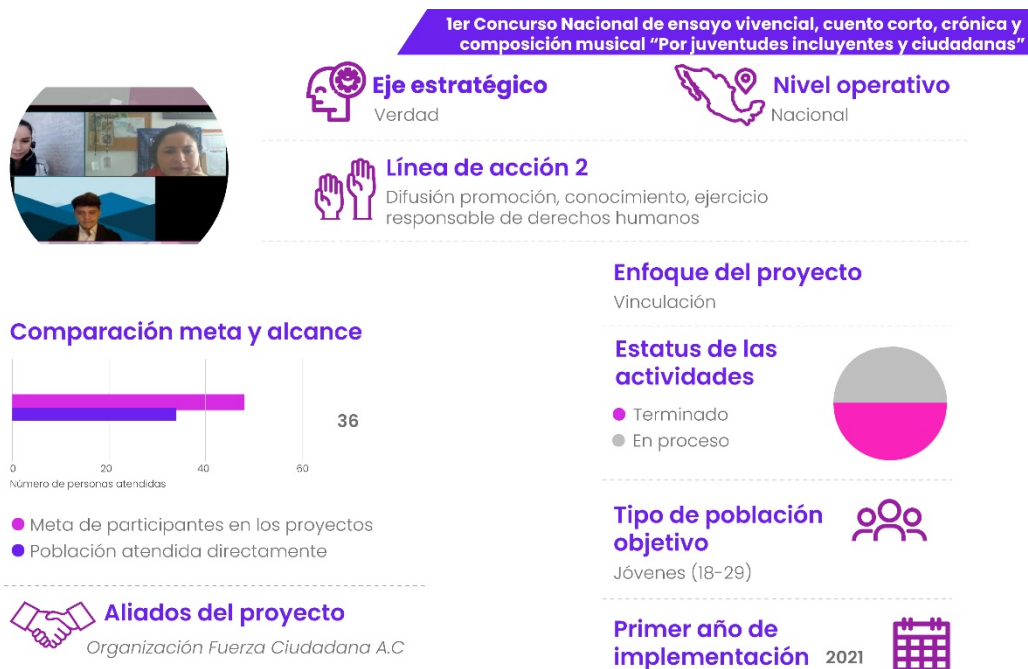 1er Concurso Nacional de ensayo vivencial, cuento corto, crónica y
composición musical “Por juventudes incluyentes y ciudadanas”
Eje estratégico
Verdad
Nivel operativo
Nacional
Línea de acción 2
Difusión promoción, conocimiento, ejercicio
responsable de derechos humanos
Enfoque del proyecto
Vinculación
Comparación meta y alcance
36
0 20 40 60
Número de personas atendidas
Meta de participantes en los proyectos
Población atendida directamente
Estatus de las
actividades
Terminado
En proceso
Tipo de población
objetivo
Jóvenes (18-29)
Aliados del proyecto
Organización Fuerza Ciudadana A.C
Primer año de
implementación 2021